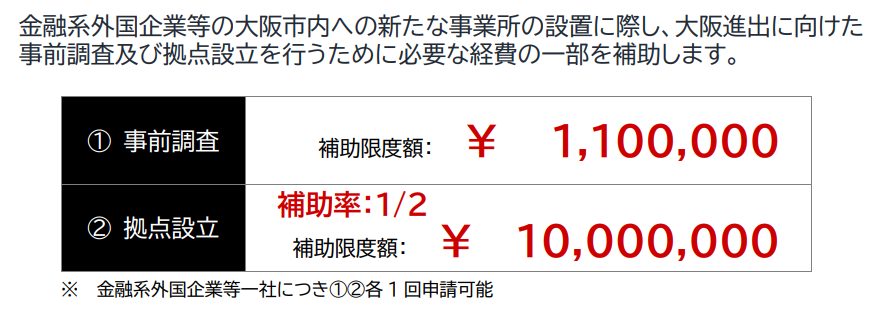 金融系外国企業等の大阪市内への新たな事業所の設置に際し、大阪進出に向けた
事前調査及び拠点設立を行うために必要な経費の一部を補助します。
① 事前調査 補助限度額： ¥ 1,100,000
補助率：1/2
② 拠点設立 補助限度額： ¥ 10,000,000
※ 金融系外国企業等一社につき①②各1回申請可能